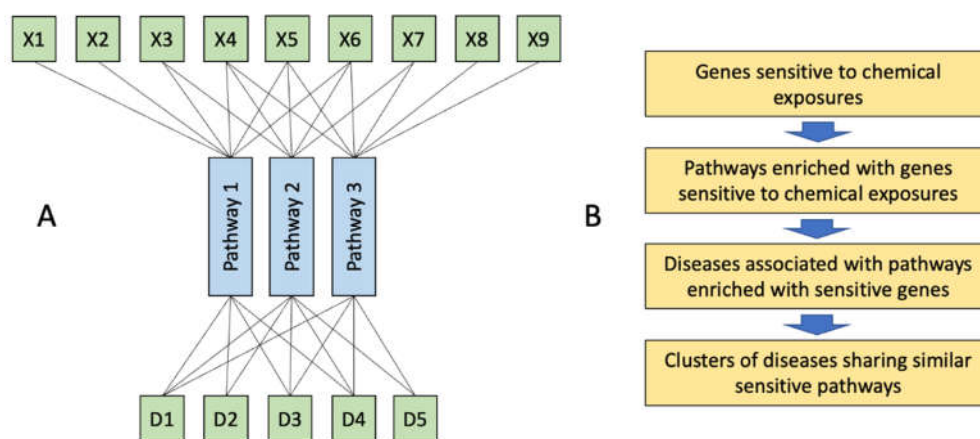 X1 X2 X3 X4 X5 X6 X7 X8 X9
A
Pathway 1
Pathway 2
Pathway 3
D1 D2 D3 D4 D5
B
Genes sensitive to chemical
exposures
Pathways enriched with genes
sensitive to chemical exposures
Diseases associated with pathways
enriched with sensitive genes
Clusters of diseases sharing similar
sensitive pathways